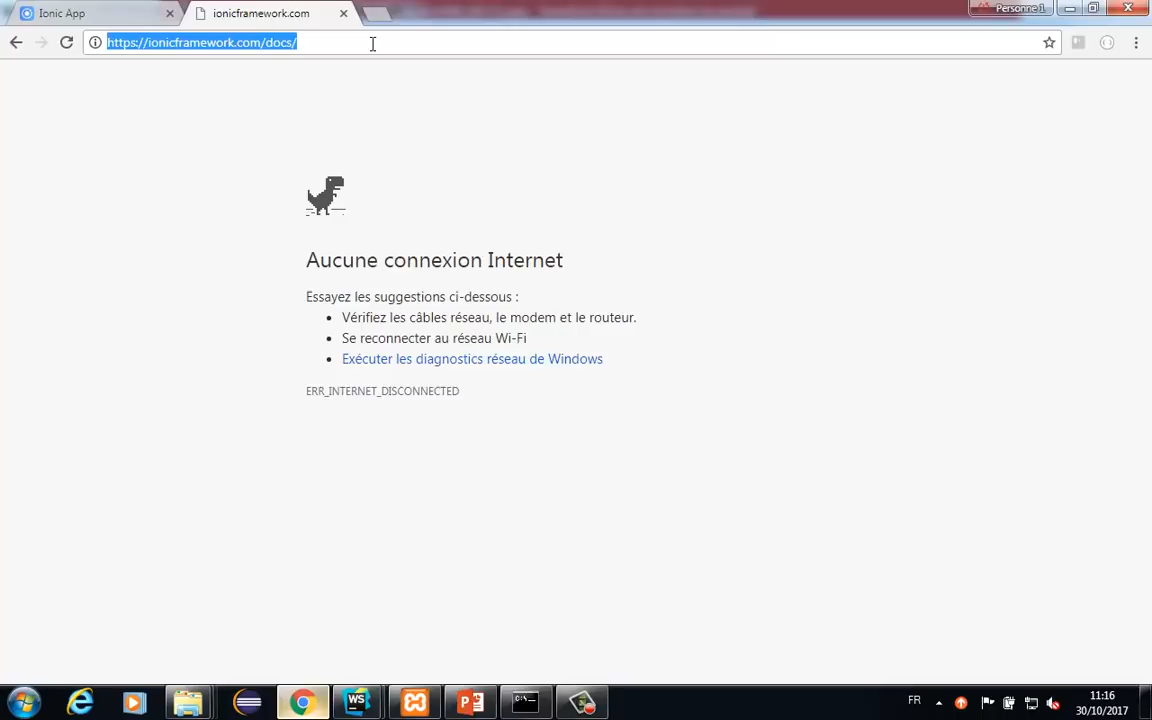 Ionic App
ionicframework.com
Personne 1
https://ionicframework.com/docs/
Aucune connexion Internet
Essayez les suggestions ci-dessous :
Vérifiez les câbles réseau, le modem et le routeur.
Se reconnecter au réseau Wi-Fi
Exécuter les diagnostics réseau de Windows
ERR_INTERNET_DISCONNECTED
WS
C:\_
FR
11:16
30/10/2017